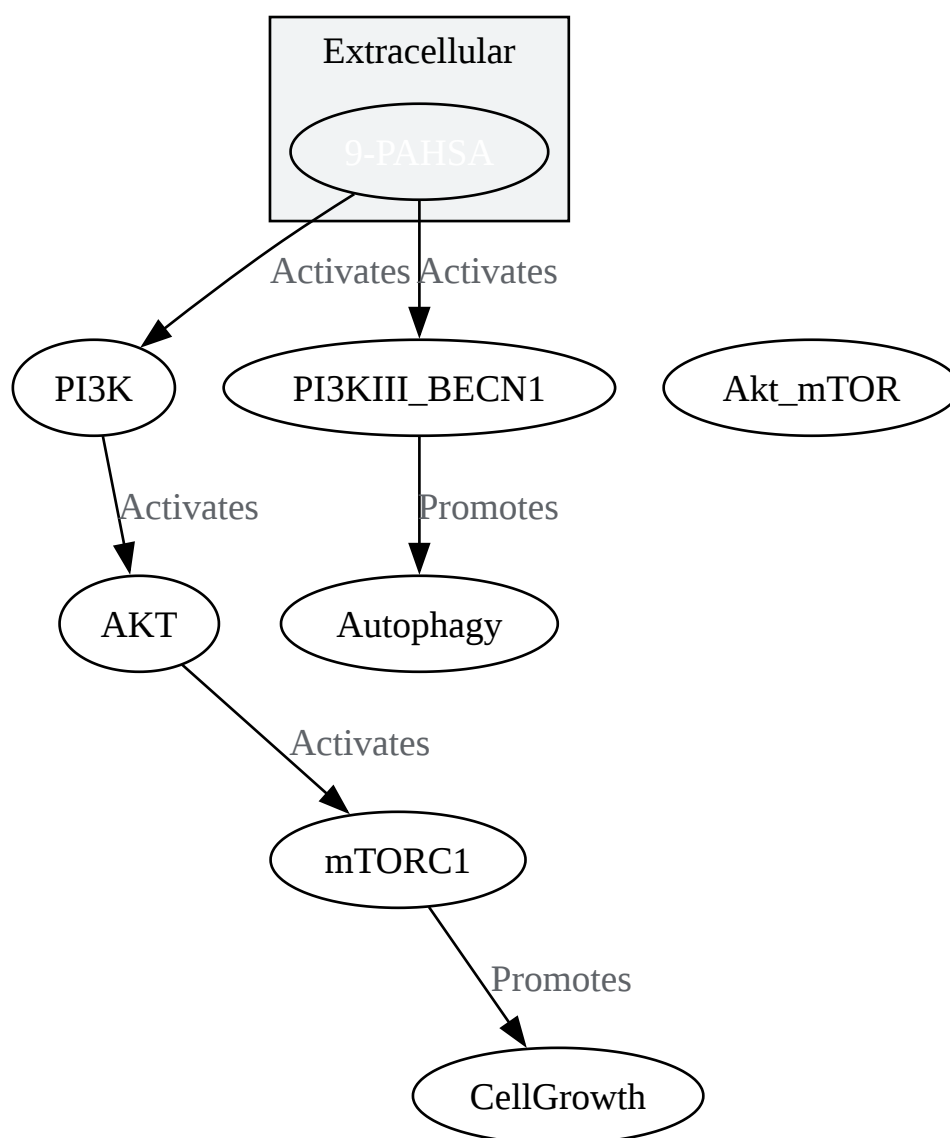 Extracellular
9-PAHSA
Activates
Activates
PI3K
PI3KIII_BECN1
Akt_mTOR
Activates
Promotes
AKT
Autophagy
Activates
mTORC1
Promotes
CellGrowth